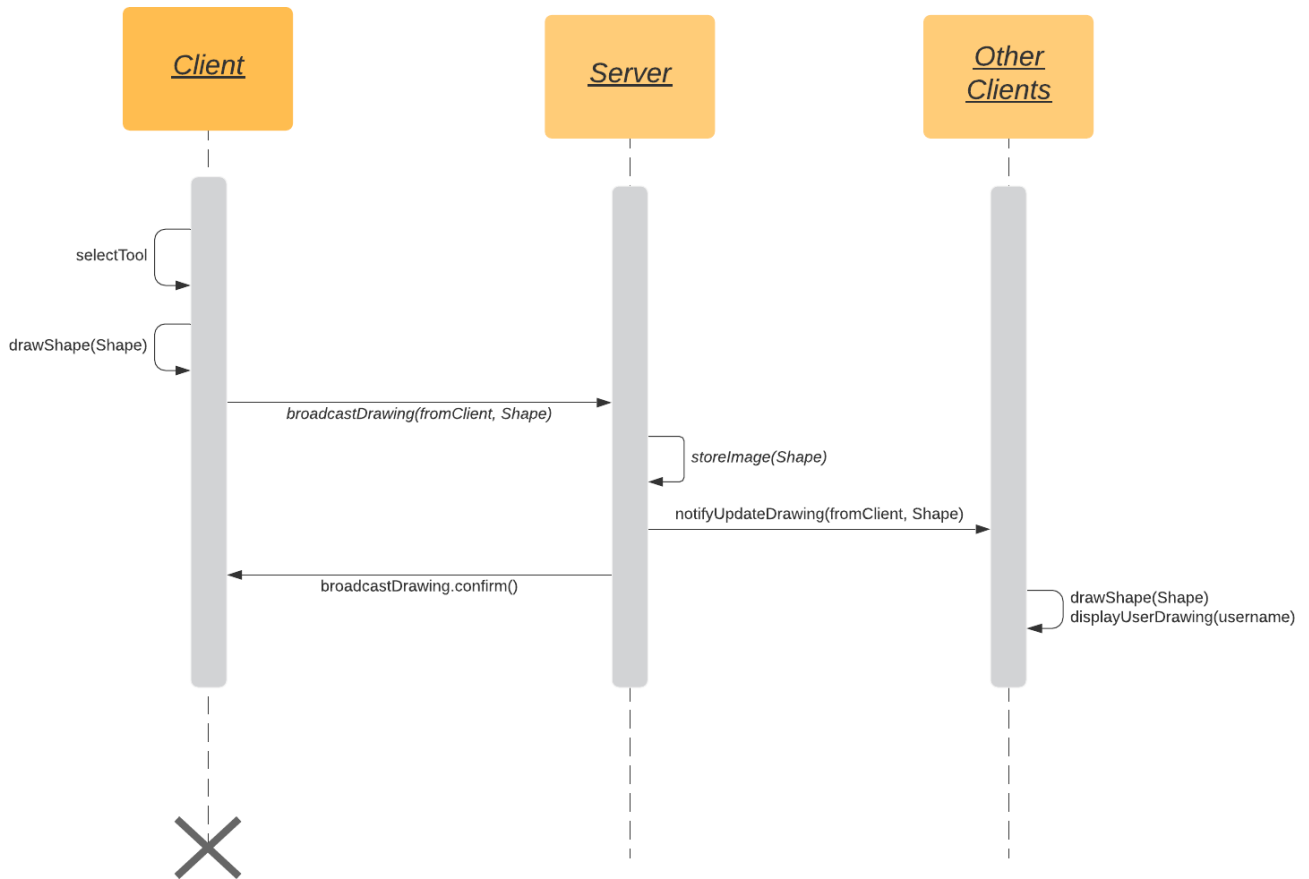 Client
Server
Other
Clients
selectTool
drawShape(Shape)
broadcastDrawing(fromClient, Shape)
storeImage(Shape)
notifyUpdateDrawing(fromClient, Shape)
broadcastDrawing.confirm()
drawShape(Shape)
displayUserDrawing(username)